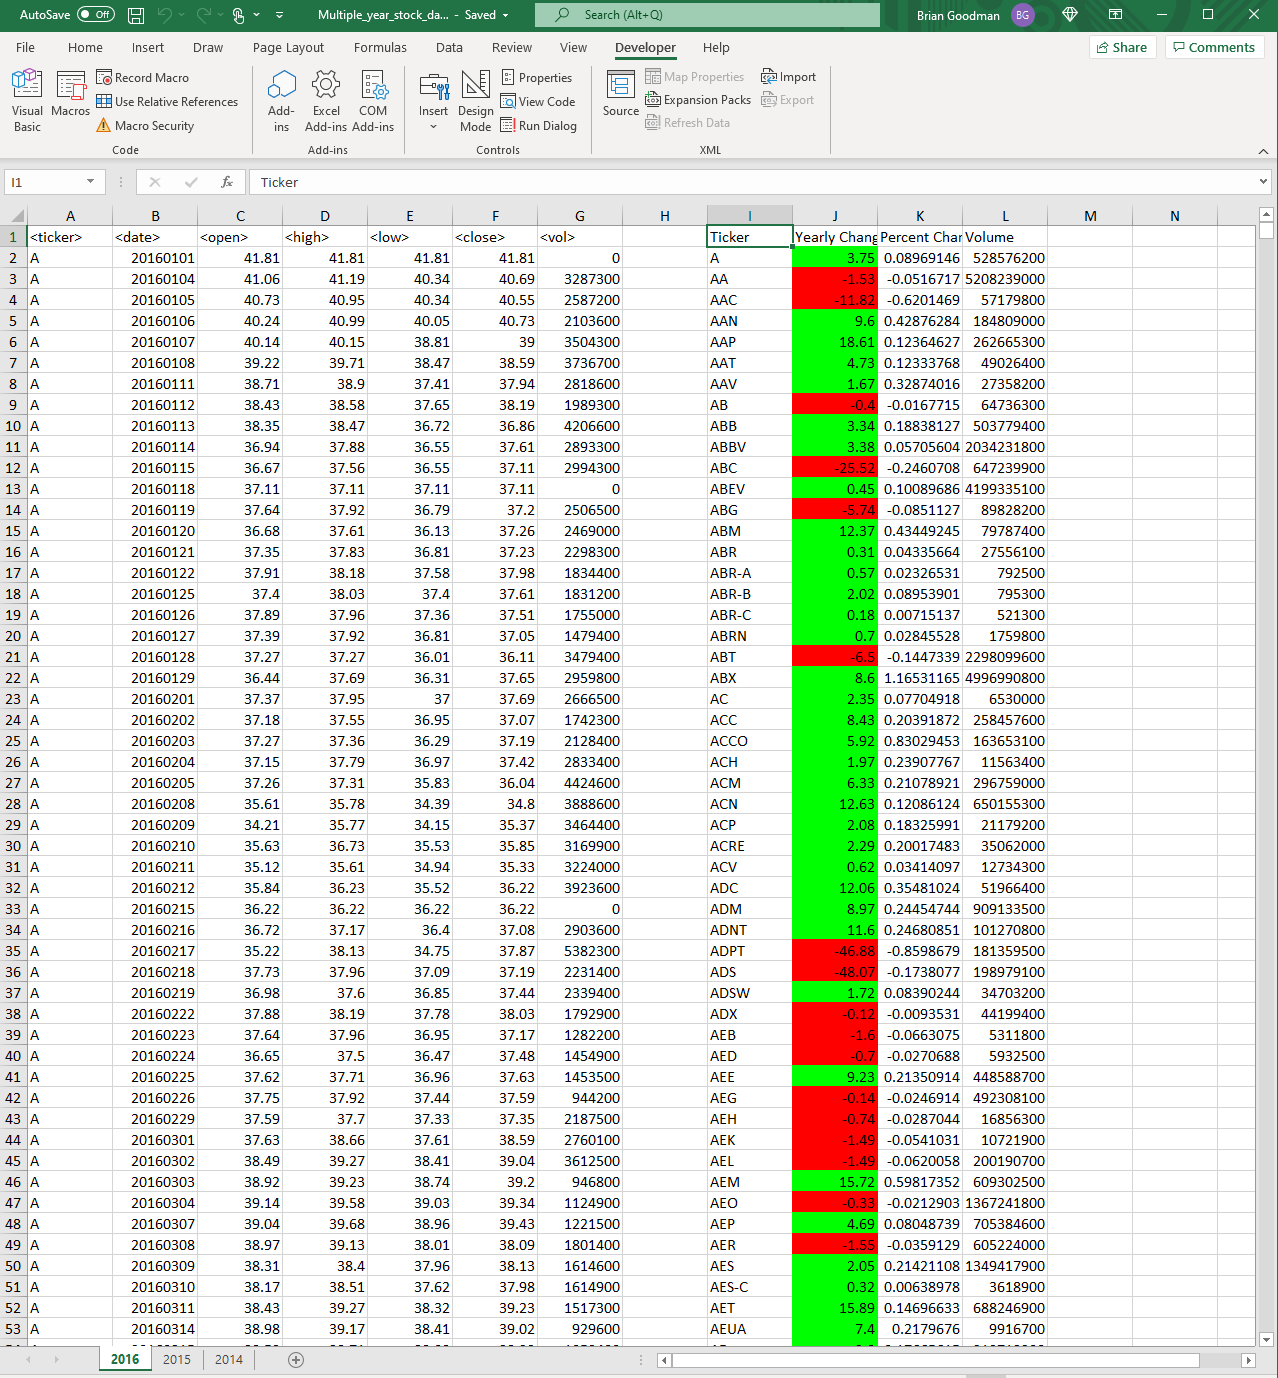 AutoSave Off Multiple_year_stock_da... - Saved Search (Alt+Q) Brian Goodman BG
File Home Insert Draw Page Layout Formulas Data Review View Developer Help Share Comments
Visual Basic Macros Record Macro Use Relative References Macro Security Code
Add-ins Excel Add-ins COM Add-ins Add-ins
Insert Design Mode Properties View Code Run Dialog Controls
Source Map Properties Expansion Packs Refresh Data Import Export XML
I1 fx Ticker
A B C D E F G H I J K L M N
1 <ticker> <date> <open> <high> <low> <close> <vol> Ticker Yearly Chang Percent Char Volume
2 A 20160101 41.81 41.81 41.81 41.81 0 A 3.75 0.08969146 528576200
3 A 20160104 41.06 41.19 40.34 40.69 3287300 AA -1.53 -0.0516717 5208239000
4 A 20160105 40.73 40.95 40.34 40.55 2587200 AAC -11.82 -0.6201469 57179800
5 A 20160106 40.24 40.99 40.05 40.73 2103600 AAN 9.6 0.42876284 184809000
6 A 20160107 40.14 40.15 38.81 39 3504300 AAP 18.61 0.12364627 262665300
7 A 20160108 39.22 39.71 38.47 38.59 3736700 AAT 4.73 0.12333768 49026400
8 A 20160111 38.71 38.9 37.41 37.94 2818600 AAV 1.67 0.32874016 27358200
9 A 20160112 38.43 38.58 37.65 38.19 1989300 AB -0.4 -0.0167715 64736300
10 A 20160113 38.35 38.47 36.72 36.86 4206600 ABB 3.34 0.18838127 503779400
11 A 20160114 36.94 37.88 36.55 37.61 2893300 ABBV 3.38 0.05705604 2034231800
12 A 20160115 36.67 37.56 36.55 37.11 2994300 ABC -25.52 -0.2460708 647239900
13 A 20160118 37.11 37.11 37.11 37.11 0 ABEV 0.45 0.10089686 4199335100
14 A 20160119 37.64 37.92 36.79 37.2 2506500 ABG -5.74 -0.0851127 89828200
15 A 20160120 36.68 37.61 36.13 37.26 2469000 ABM 12.37 0.43449245 79787400
16 A 20160121 37.35 37.83 36.81 37.23 2298300 ABR 0.31 0.04335664 27556100
17 A 20160122 37.91 38.18 37.58 37.98 1834400 ABR-A 0.57 0.02326531 792500
18 A 20160125 37.4 38.03 37.4 37.61 1831200 ABR-B 2.02 0.08953901 795300
19 A 20160126 37.89 37.96 37.36 37.51 1755000 ABR-C 0.18 0.00715137 521300
20 A 20160127 37.39 37.92 36.81 37.05 1479400 ABRN 0.7 0.02845528 1759800
21 A 20160128 37.27 37.27 36.01 36.11 3479400 ABT -6.5 -0.1447339 2298099600
22 A 20160129 36.44 37.69 36.31 37.65 2959800 ABX 8.6 1.16531165 4996990800
23 A 20160201 37.37 37.95 37 37.69 2666500 AC 2.35 0.07704918 6530000
24 A 20160202 37.18 37.55 36.95 37.07 1742300 ACC 8.43 0.20391872 258457600
25 A 20160203 37.27 37.36 36.29 37.19 2128400 ACCO 5.92 0.83029453 163653100
26 A 20160204 37.15 37.79 36.97 37.42 2833400 ACH 1.97 0.23907767 11563400
27 A 20160205 37.26 37.31 35.83 36.04 4424600 ACM 6.33 0.21078921 296759000
28 A 20160208 35.61 35.78 34.39 34.8 3888600 ACN 12.63 0.12086124 650155300
29 A 20160209 34.21 35.77 34.15 35.37 3464400 ACP 2.08 0.18325991 21179200
30 A 20160210 35.63 36.73 35.53 35.85 3169900 ACRE 2.29 0.20017483 35062000
31 A 20160211 35.12 35.61 34.94 35.33 3224000 ACV 0.62 0.03414097 12734300
32 A 20160212 35.84 36.23 35.52 36.22 3923600 ADC 12.06 0.35481024 51966400
33 A 20160215 36.22 36.22 36.22 36.22 0 ADM 8.97 0.24454744 909133500
34 A 20160216 36.72 37.17 36.4 37.08 2903600 ADNT 11.6 0.24680851 101270800
35 A 20160217 35.22 38.13 34.75 37.87 5382300 ADPT -46.88 -0.8598679 181359500
36 A 20160218 37.73 37.96 37.09 37.19 2231400 ADS -48.07 -0.1738077 198979100
37 A 20160219 36.98 37.6 36.85 37.44 2339400 ADSW 1.72 0.08390244 34703200
38 A 20160222 37.88 38.19 37.78 38.03 1792900 ADX -0.12 -0.0093531 44199400
39 A 20160223 37.64 37.96 36.95 37.17 1282200 AEB -1.6 -0.0663075 5311800
40 A 20160224 36.65 37.5 36.47 37.48 1454900 AED -0.7 -0.0270688 5932500
41 A 20160225 37.62 37.71 36.96 37.63 1453500 AEE 9.23 0.21350914 448588700
42 A 20160226 37.75 37.92 37.44 37.59 944200 AEG -0.14 -0.0246914 492308100
43 A 20160229 37.59 37.7 37.33 37.35 2187500 AEH -0.74 -0.0287044 16856300
44 A 20160301 37.63 38.66 37.61 38.59 2760100 AEK -1.49 -0.0541031 10721900
45 A 20160302 38.49 39.27 38.41 39.04 3612500 AEL -1.49 -0.0620058 200190700
46 A 20160303 38.92 39.23 38.74 39.2 946800 AEM 15.72 0.59817352 609302500
47 A 20160304 39.14 39.58 39.03 39.34 1124900 AEO -0.33 -0.0212903 1367241800
48 A 20160307 39.04 39.68 38.96 39.43 1221500 AEP 4.69 0.08048739 705384600
49 A 20160308 38.97 39.13 38.01 38.09 1801400 AER -1.55 -0.0359129 605224000
50 A 20160309 38.31 38.4 37.96 38.13 1614600 AES 2.05 0.21421108 1349417900
51 A 20160310 38.17 38.51 37.62 37.98 1614900 AES-C 0.32 0.00638978 3618900
52 A 20160311 38.43 39.27 38.32 39.23 1517300 AET 15.89 0.14696633 688246900
53 A 20160314 38.98 39.17 38.41 39.02 929600 AEUA 7.4 0.2179676 9916700
2016 2015 2014